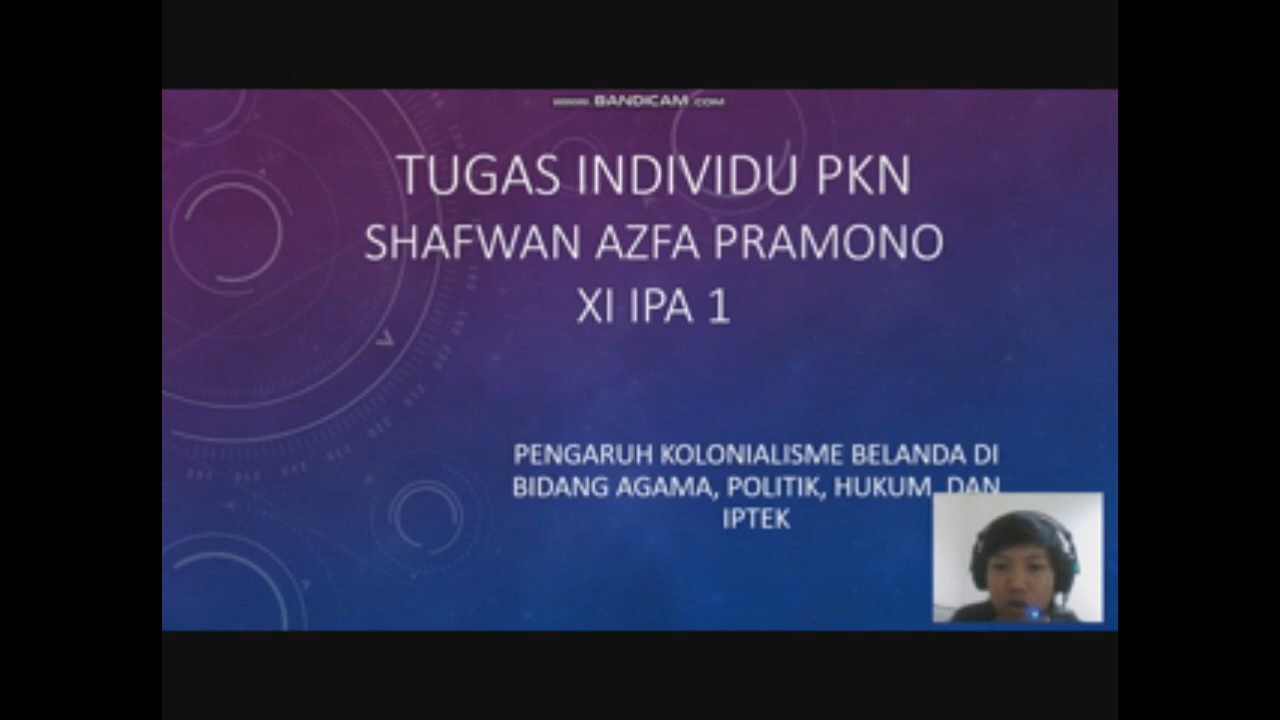 www.BANDICAM.com
TUGAS INDIVIDU PKN
SHAFWAN AZFA PRAMONO
XI IPA 1
PENGARUH KOLONIALISME BELANDA DI
BIDANG AGAMA, POLITIK, HUKUM, DAN
IPTEK